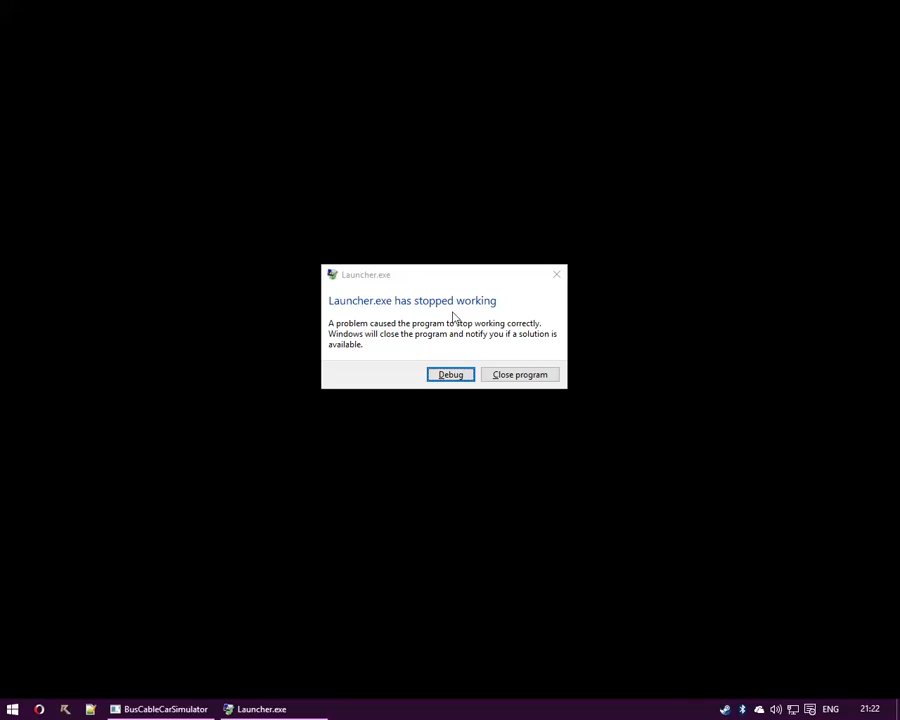 Launcher.exe
Launcher.exe has stopped working
A problem caused the program to stop working correctly.
Windows will close the program and notify you if a solution is
available.
Debug
Close program
BusCableCarSimulator
Launcher.exe
ENG
21:22